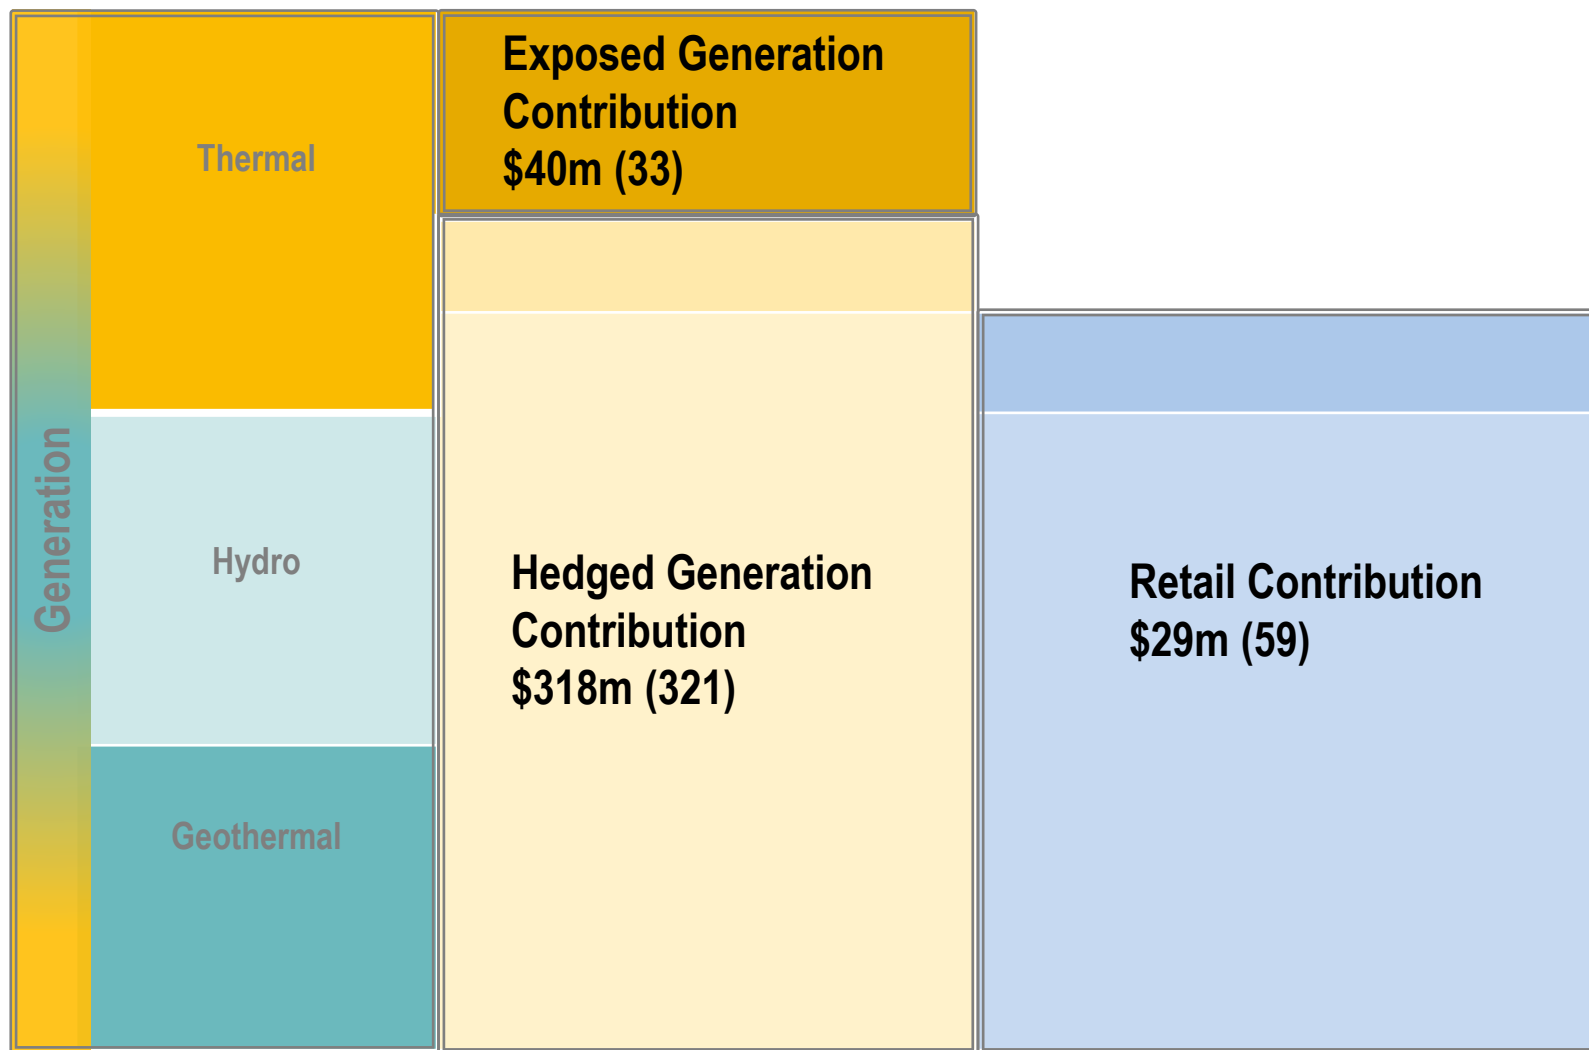 Generation
Thermal
Hydro
Geothermal
Exposed Generation
Contribution
$40m (33)
Hedged Generation
Contribution
$318m (321)
Retail Contribution
$29m (59)